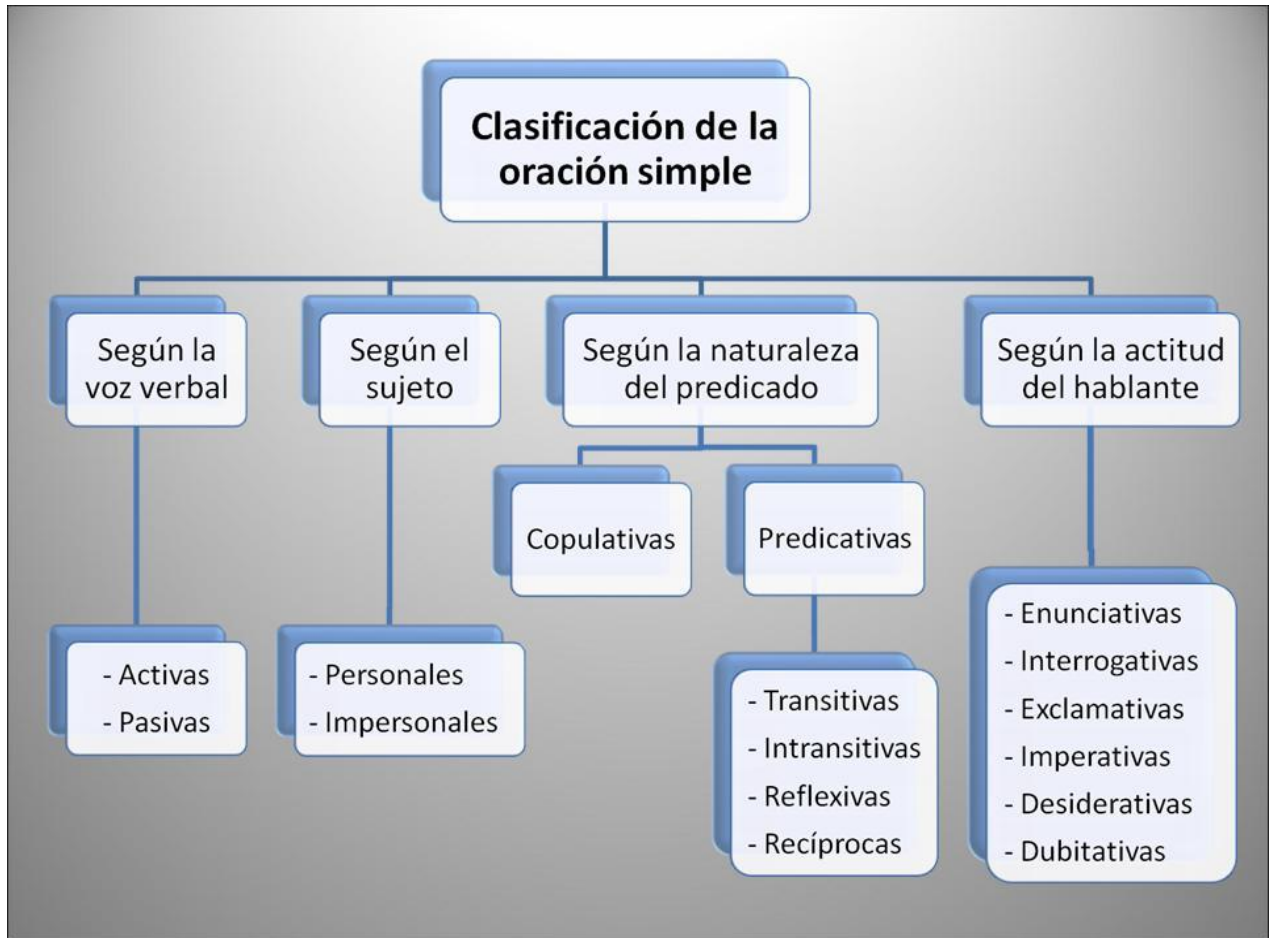 Clasificación de la
oración simple
Según la
voz verbal
Según el
sujeto
Según la naturaleza
del predicado
Según la actitud
del hablante
Copulativas
Predicativas
- Activas
- Pasivas
- Personales
- Impersonales
- Transitivas
- Intransitivas
- Reflexivas
- Recíprocas
- Enunciativas
- Interrogativas
- Exclamativas
- Imperativas
- Desiderativas
- Dubitativas